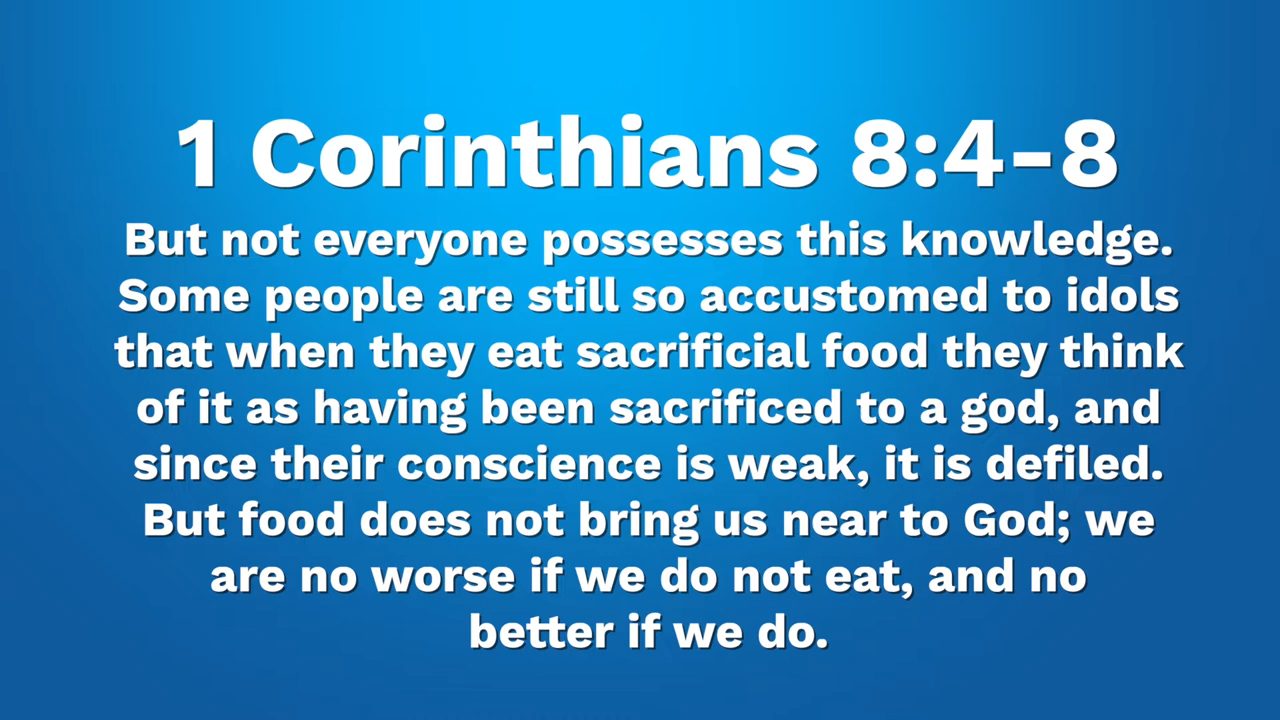 1 Corinthians 8:4-8
But not everyone possesses this knowledge.
Some people are still so accustomed to idols
that when they eat sacrificial food they think
of it as having been sacrificed to a god, and
since their conscience is weak, it is defiled.
But food does not bring us near to God; we
are no worse if we do not eat, and no
better if we do.